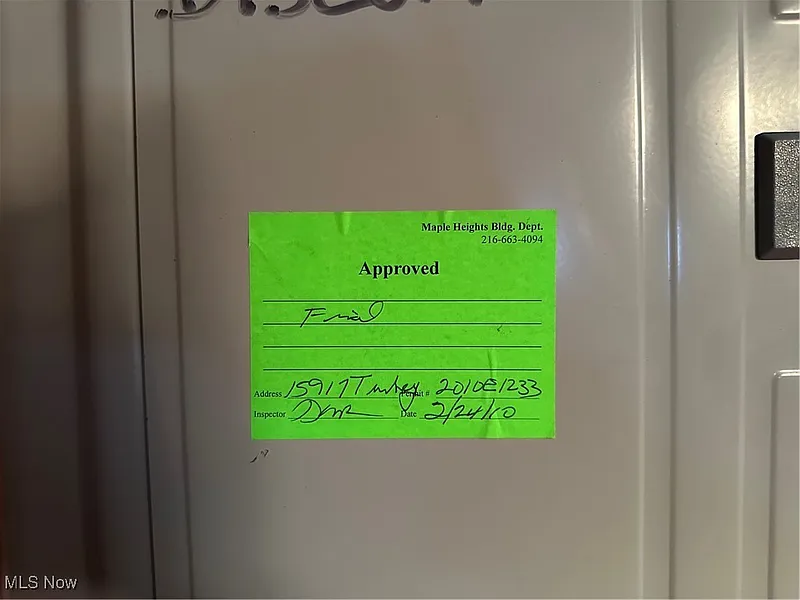 Maple Heights Bldg. Dept.
216-663-4094
Approved
Final
Address 15917 Turney Permit # 2010E1233
Inspector Date 2/24/10
MLS Now